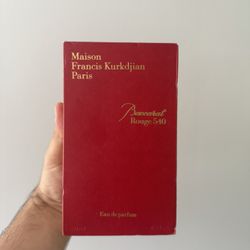 Maison
Francis Kurkdjian
Paris
Baccarat
Rouge 540
Eau de parfum